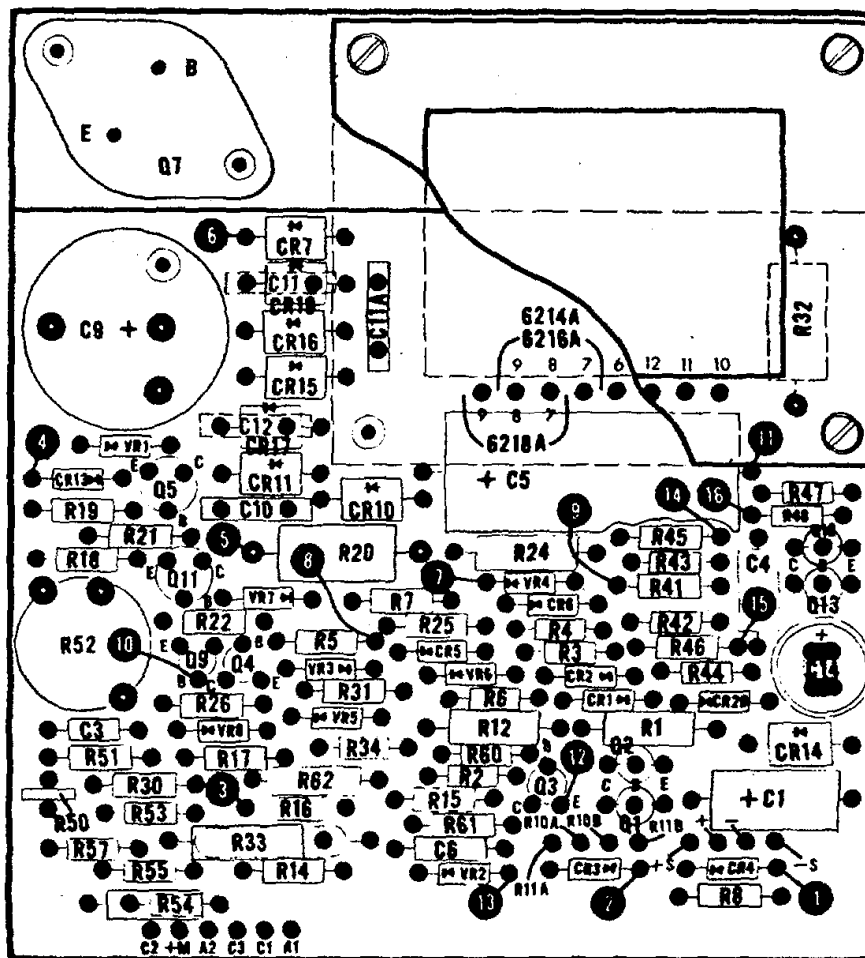 B
E
Q7
6
CR7
C11
CR18
C11A
C9 +
CR16
CR15
R32
6214A
6216A
9 8 7 6 12 11 10
9 8 7
6218A
C12
CR17
4
VR1
11
CR13
E C
Q5
CR11
+ C5
14
16
R47
R19
C10
CR10
9
R48
B
R21
5
8
R45
R18
R20
R24
R43
C4
C B E
E C
Q11
7
VR4
R41
Q13
B
VR7
R7
CR6
15
R22
R25
R4
R42
R52
10
E B
R5
CR5
R3
R46
+
Q9
Q4
VR3
VR6
CR2
R44
B E
R31
R6
CR1
R26
VR5
R12
R1
C3
VR8
R34
R60
12
Q2
CR14
R51
R17
B
R2
R30
3
R62
Q3
C B E
+ C1
R50
R53
R16
R15
C E
R61
R10A
R10B
Q1
R11B
+ -
R57
R33
C6
R11A
+S
-S
R55
R14
VR2
CR3
CR4
13
2
R8
1
R54
C2 +M A2 C3 C1 A1